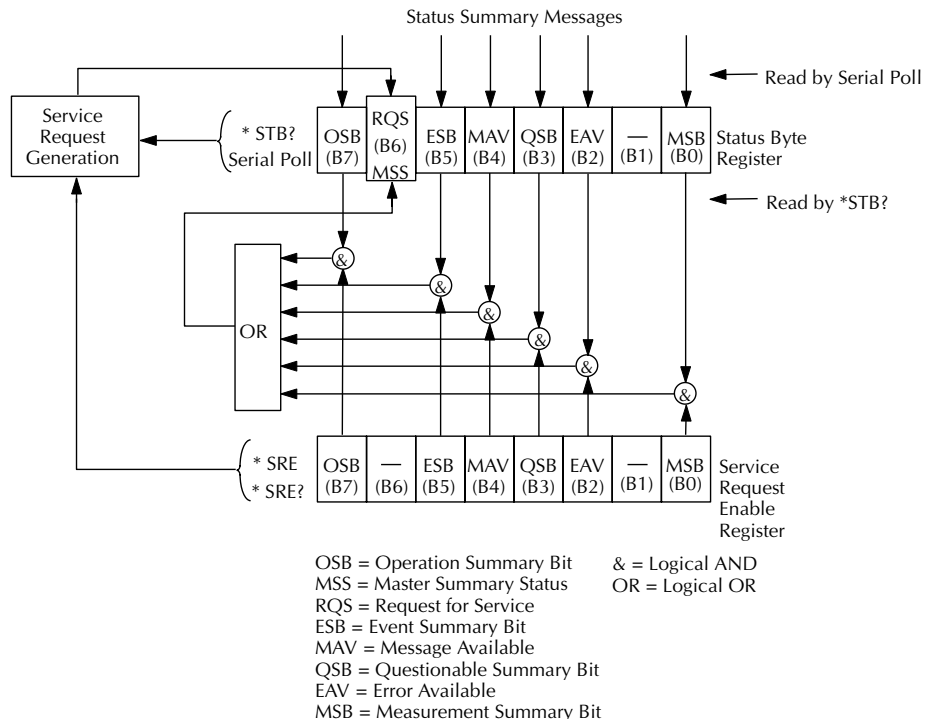 Status Summary Messages
Read by Serial Poll
Service
Request
Generation
* STB?
Serial Poll
OSB
(B7)
RQS
(B6)
MSS
ESB
(B5)
MAV
(B4)
QSB
(B3)
EAV
(B2)
—
(B1)
MSB
(B0)
Status Byte
Register
Read by *STB?
OR
&
&
&
&
&
&
* SRE
* SRE?
OSB
(B7)
—
(B6)
ESB
(B5)
MAV
(B4)
QSB
(B3)
EAV
(B2)
—
(B1)
MSB
(B0)
Service
Request
Enable
Register
OSB = Operation Summary Bit
MSS = Master Summary Status
RQS = Request for Service
ESB = Event Summary Bit
MAV = Message Available
QSB = Questionable Summary Bit
EAV = Error Available
MSB = Measurement Summary Bit
& = Logical AND
OR = Logical OR